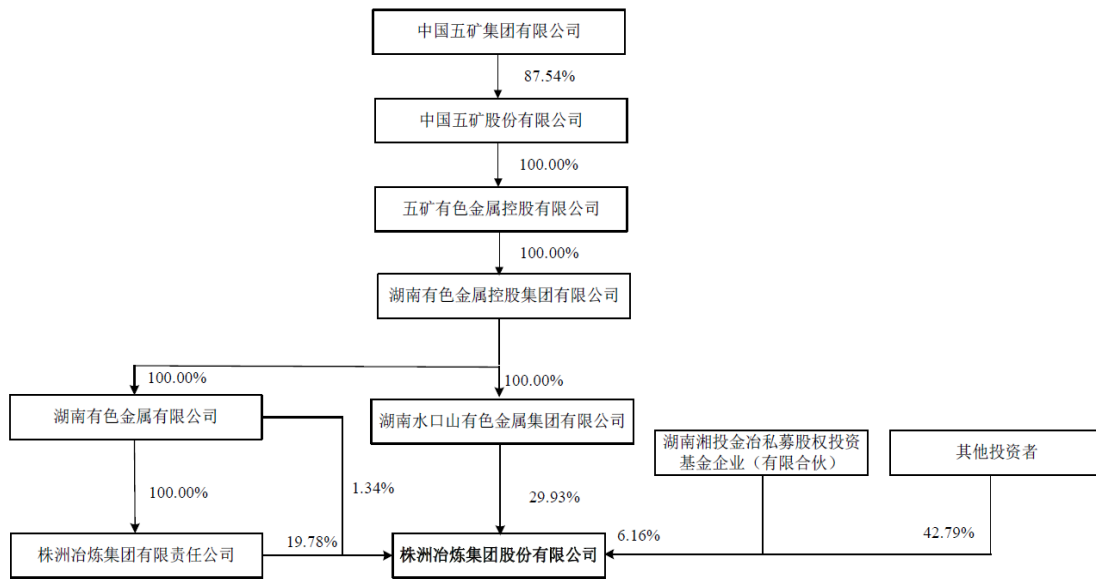 中国五矿集团有限公司
87.54%
中国五矿股份有限公司
100.00%
五矿有色金属控股有限公司
100.00%
湖南有色金属控股集团有限公司
100.00%
100.00%
湖南有色金属有限公司
湖南水口山有色金属集团有限公司
湖南湘投金冶私募股权投资
基金企业（有限合伙）
其他投资者
100.00%
1.34%
29.93%
株洲冶炼集团有限责任公司
19.78%
株洲冶炼集团股份有限公司
6.16%
42.79%